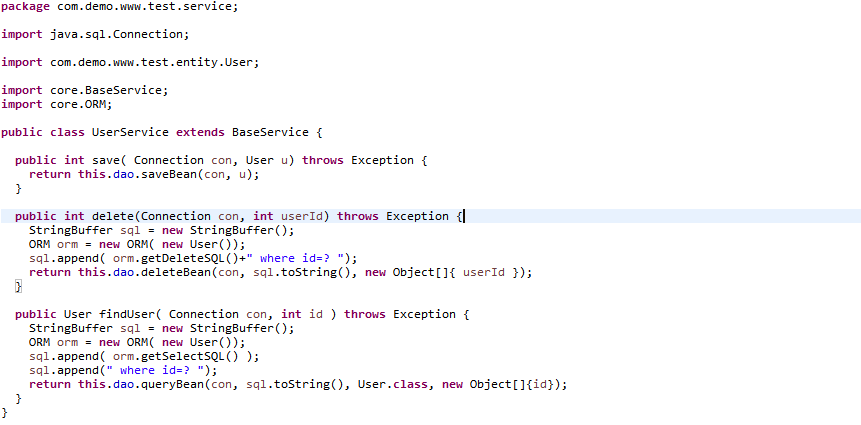 package com.demo.www.test.service;
import java.sql.Connection;
import com.demo.www.test.entity.User;
import core.BaseService;
import core.ORM;
public class UserService extends BaseService {
public int save( Connection con, User u) throws Exception {
return this.dao.saveBean(con, u);
}
public int delete(Connection con, int userId) throws Exception {
StringBuffer sql = new StringBuffer();
ORM orm = new ORM( new User());
sql.append( orm.getDeleteSQL()+" where id=? ");
return this.dao.deleteBean(con, sql.toString(), new Object[]{ userId });
}
public User findUser( Connection con, int id ) throws Exception {
StringBuffer sql = new StringBuffer();
ORM orm = new ORM( new User());
sql.append( orm.getSelectSQL() );
sql.append(" where id=? ");
return this.dao.queryBean(con, sql.toString(), User.class, new Object[]{id});
}
}